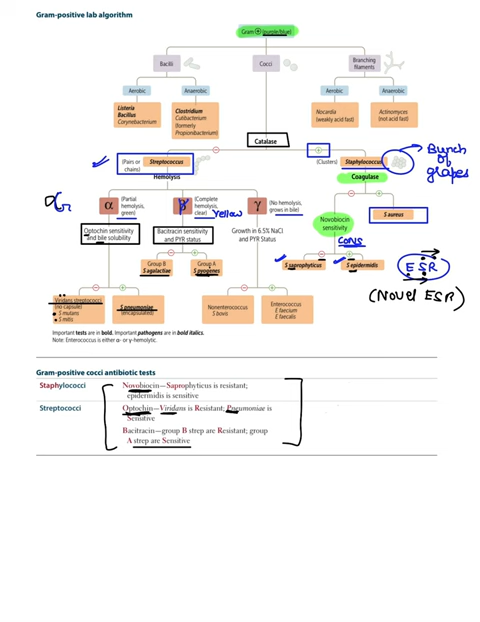 Gram-positive lab algorithm
Gram ⊕ (purple/blue)
Bacilli
Cocci
Branching
filaments
Aerobic
Anaerobic
Aerobic
Anaerobic
Listeria
Bacillus
Corynebacterium
Clostridium
Cutibacterium
(formerly
Propionibacterium)
Nocardia
(weakly acid fast)
Actinomyces
(not acid fast)
Catalase
(Pairs or
chains)
Streptococcus
(Clusters)
Staphylococcus
Bunch
of
grapes
Hemolysis
Coagulase
α
(Partial
hemolysis,
green)
β
(Complete
hemolysis,
clear)
Yellow
γ
(No hemolysis,
grows in bile)
Novobiocin
sensitivity
CONS
S aureus
Optochin sensitivity
and bile solubility
Bacitracin sensitivity
and PYR status
Growth in 6.5% NaCl
and PYR Status
Group B
S agalactiae
Group A
S pyogenes
S saprophyticus
S epidermidis
E S R
(Novel ESR)
Viridans streptococci
(no capsule)
S mutans
S mitis
S pneumoniae
(encapsulated)
Nonenterococcus
S bovis
Enterococcus
E faecium
E faecalis
Important tests are in bold. Important pathogens are in bold italics.
Note: Enterococcus is either α- or γ-hemolytic.
Gram-positive cocci antibiotic tests
Staphylococci
Novobiocin—Saprophyticus is resistant;
epidermidis is sensitive
Streptococci
Optochin—Viridans is Resistant; Pneumoniae is
Sensitive
Bacitracin—group B strep are Resistant; group
A strep are Sensitive